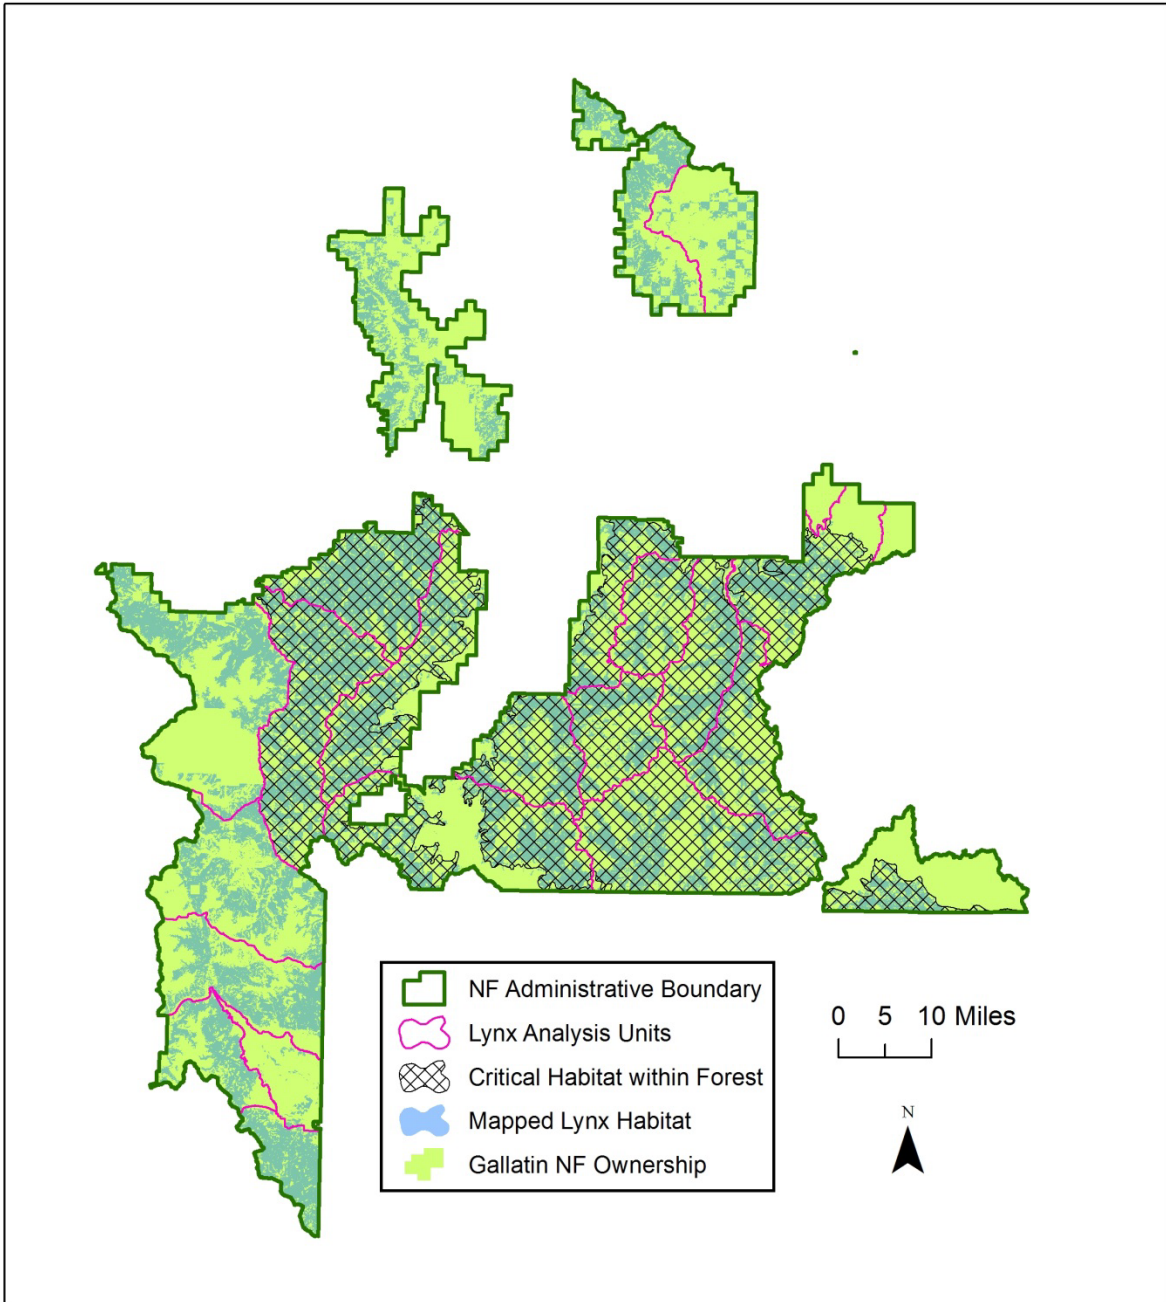 NF Administrative Boundary
Lynx Analysis Units
Critical Habitat within Forest
Mapped Lynx Habitat
Gallatin NF Ownership
0 5 10 Miles
N